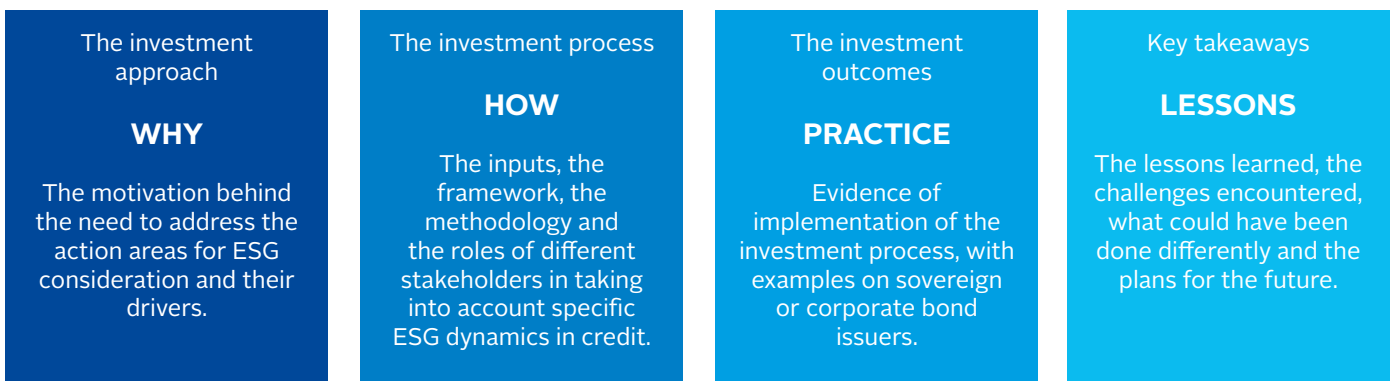 The investment
approach
WHY
The motivation behind
the need to address the
action areas for ESG
consideration and their
drivers.
The investment process
HOW
The inputs, the
framework, the
methodology and
the roles of different
stakeholders in taking
into account specific
ESG dynamics in credit.
The investment
outcomes
PRACTICE
Evidence of
implementation of the
investment process, with
examples on sovereign
or corporate bond
issuers.
Key takeaways
LESSONS
The lessons learned, the
challenges encountered,
what could have been
done differently and the
plans for the future.